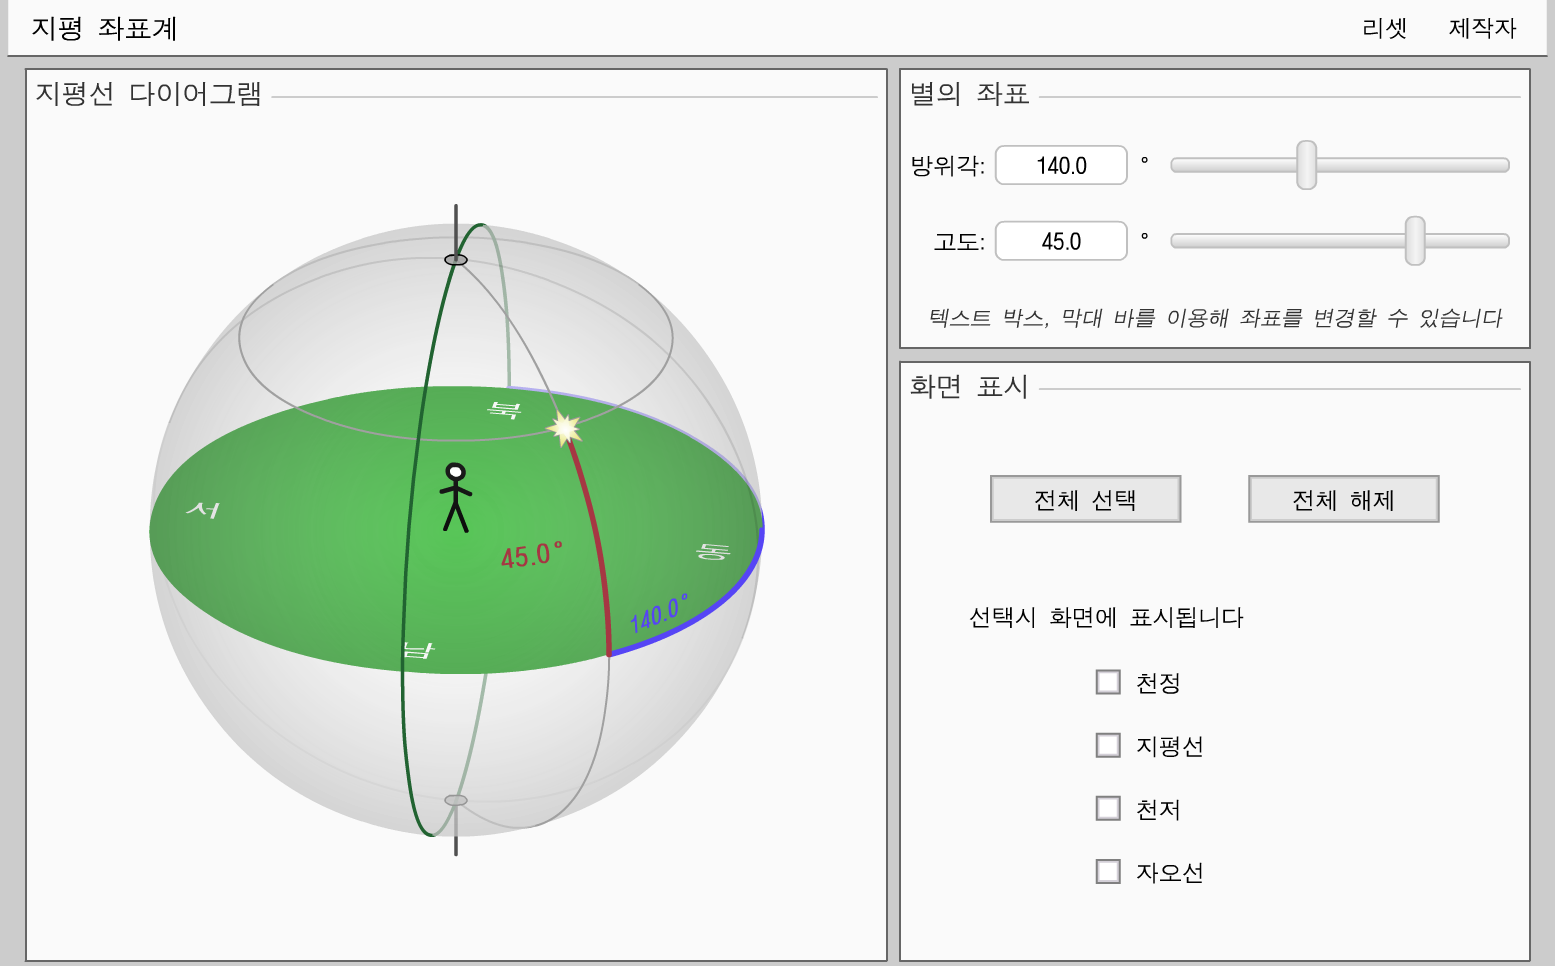 지평 좌표계
리셋 제작자
지평선 다이어그램
북
서
동
45.0°
140.0°
남
별의 좌표
방위각: 140.0 °
고도: 45.0 °
텍스트 박스, 막대 바를 이용해 좌표를 변경할 수 있습니다
화면 표시
전체 선택 전체 해제
선택시 화면에 표시됩니다
천정
지평선
천저
자오선